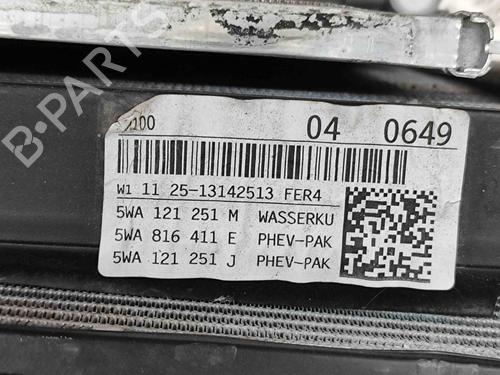 04 0649
W1 11 25-13142513 FER4
5WA 121 251 M WASSERKU
5WA 816 411 E PHEV-PAK
5WA 121 251 J PHEV-PAK
B-PARTS